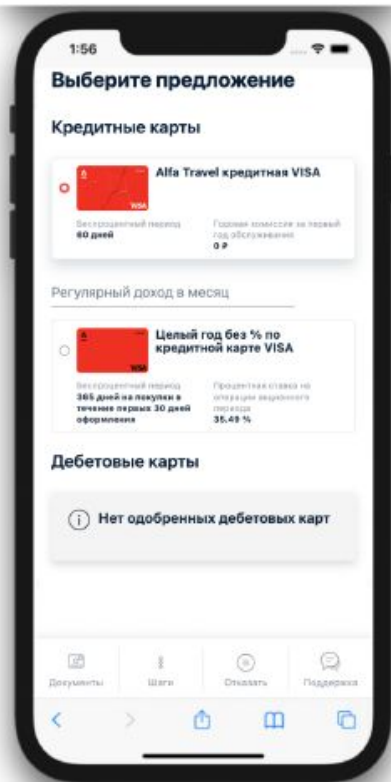 1:56
Выберите предложение
Кредитные карты
Alfa Travel кредитная VISA
VISA
Беспроцентный период
60 дней
Годовая комиссия за первый
год обслуживания
0 ₽
Регулярный доход в месяц
Целый год без % по
кредитной карте VISA
VISA
Беспроцентный период
365 дней на покупки в
течение первых 30 дней
оформления
Процентная ставка на
операции акционного
периода
35.49 %
Дебетовые карты
Нет одобренных дебетовых карт
Документы
Шаги
Отказать
Поддержка